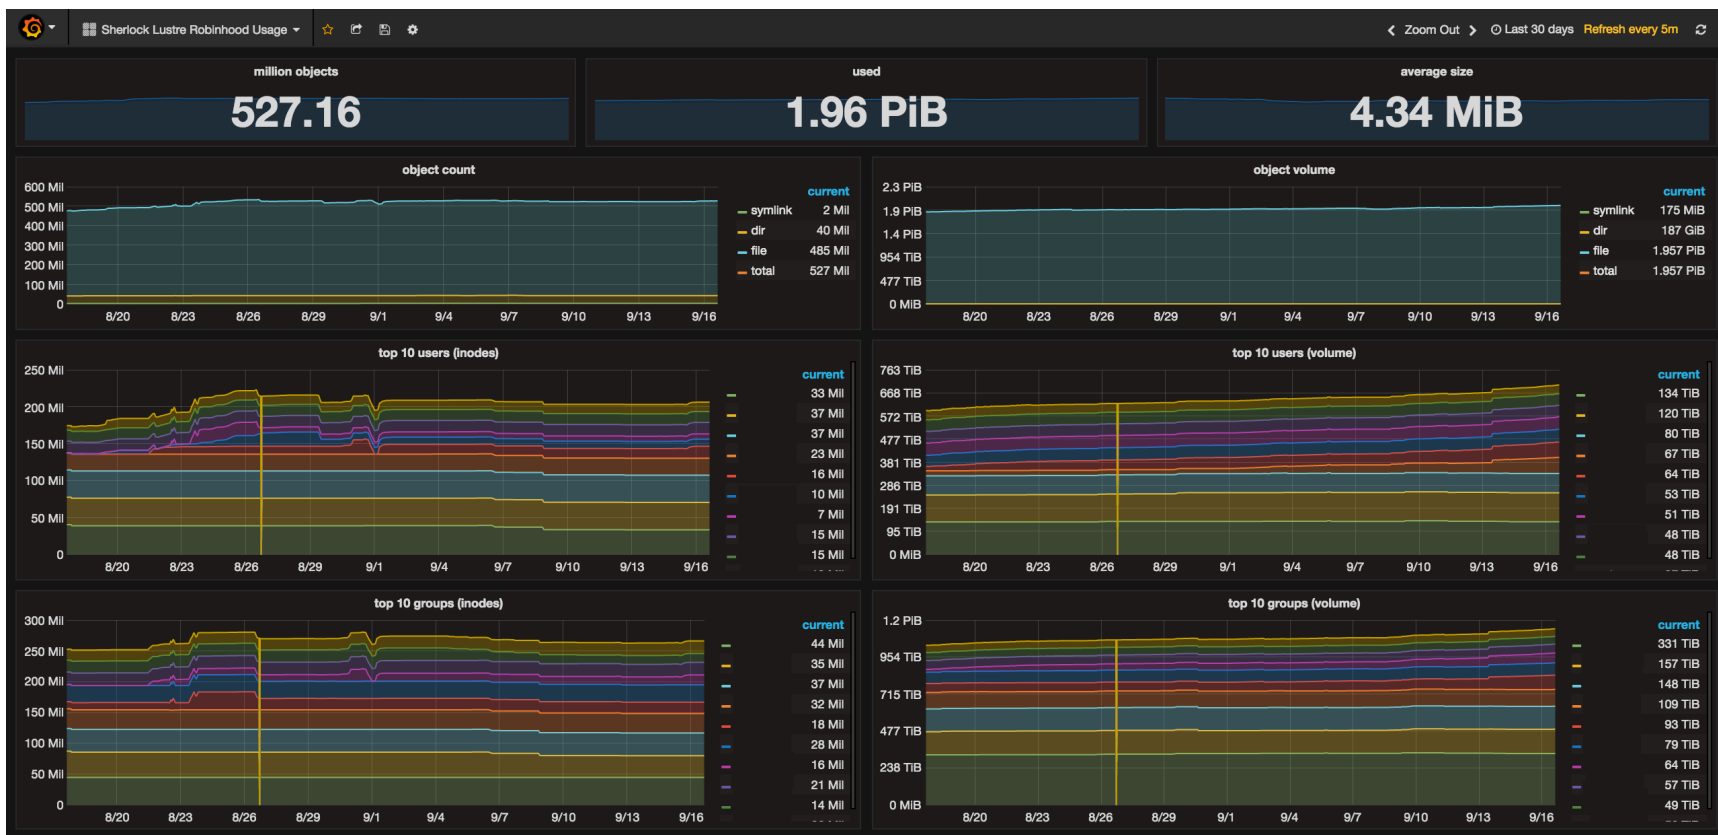 Sherlock Lustre Robinhood Usage
Zoom Out
Last 30 days
Refresh every 5m
million objects
527.16
used
1.96 PiB
average size
4.34 MiB
object count
600 Mil
500 Mil
400 Mil
300 Mil
200 Mil
100 Mil
0
8/20 8/23 8/26 8/29 9/1 9/4 9/7 9/10 9/13 9/16
current
symlink 2 Mil
dir 40 Mil
file 485 Mil
total 527 Mil
object volume
2.3 PiB
1.9 PiB
1.4 PiB
954 TiB
477 TiB
0 MiB
8/20 8/23 8/26 8/29 9/1 9/4 9/7 9/10 9/13 9/16
current
symlink 175 MiB
dir 187 GiB
file 1.957 PiB
total 1.957 PiB
top 10 users (inodes)
250 Mil
200 Mil
150 Mil
100 Mil
50 Mil
0
8/20 8/23 8/26 8/29 9/1 9/4 9/7 9/10 9/13 9/16
current
33 Mil
37 Mil
37 Mil
23 Mil
16 Mil
10 Mil
7 Mil
15 Mil
15 Mil
top 10 users (volume)
763 TiB
668 TiB
572 TiB
477 TiB
381 TiB
286 TiB
191 TiB
95 TiB
0 MiB
8/20 8/23 8/26 8/29 9/1 9/4 9/7 9/10 9/13 9/16
current
134 TiB
120 TiB
80 TiB
67 TiB
64 TiB
53 TiB
51 TiB
48 TiB
48 TiB
top 10 groups (inodes)
300 Mil
250 Mil
200 Mil
150 Mil
100 Mil
50 Mil
0
8/20 8/23 8/26 8/29 9/1 9/4 9/7 9/10 9/13 9/16
current
44 Mil
35 Mil
37 Mil
32 Mil
18 Mil
28 Mil
16 Mil
21 Mil
14 Mil
top 10 groups (volume)
1.2 PiB
954 TiB
715 TiB
477 TiB
238 TiB
0 MiB
8/20 8/23 8/26 8/29 9/1 9/4 9/7 9/10 9/13 9/16
current
331 TiB
157 TiB
148 TiB
109 TiB
93 TiB
79 TiB
64 TiB
57 TiB
49 TiB